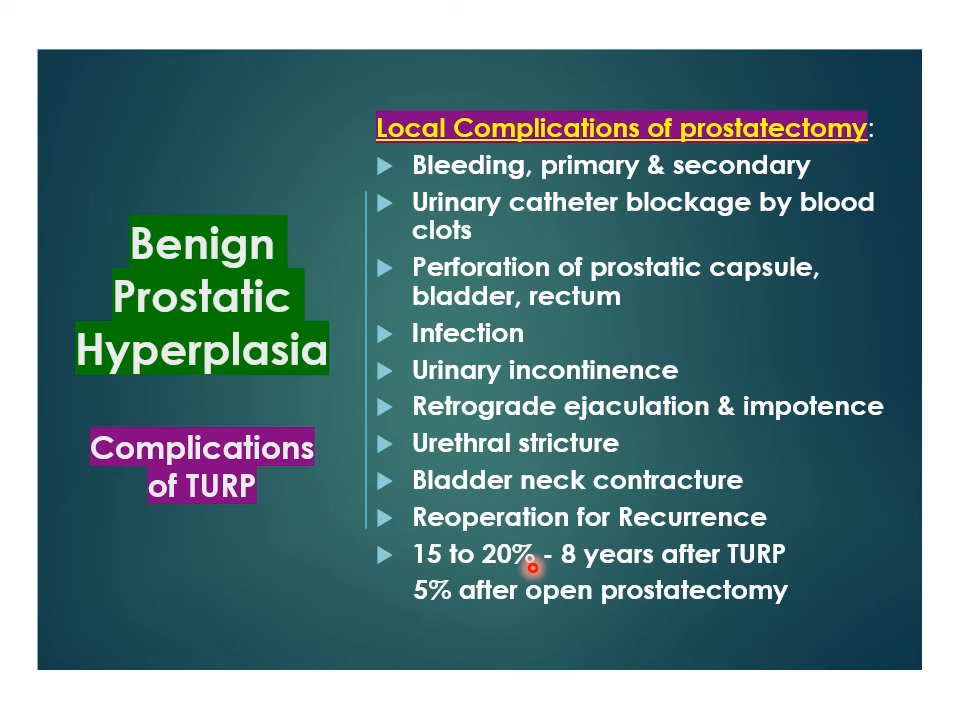 Benign
Prostatic
Hyperplasia
Complications
of TURP
Local Complications of prostatectomy:
Bleeding, primary & secondary
Urinary catheter blockage by blood
clots
Perforation of prostatic capsule,
bladder, rectum
Infection
Urinary incontinence
Retrograde ejaculation & impotence
Urethral stricture
Bladder neck contracture
Reoperation for Recurrence
15 to 20% - 8 years after TURP
5% after open prostatectomy